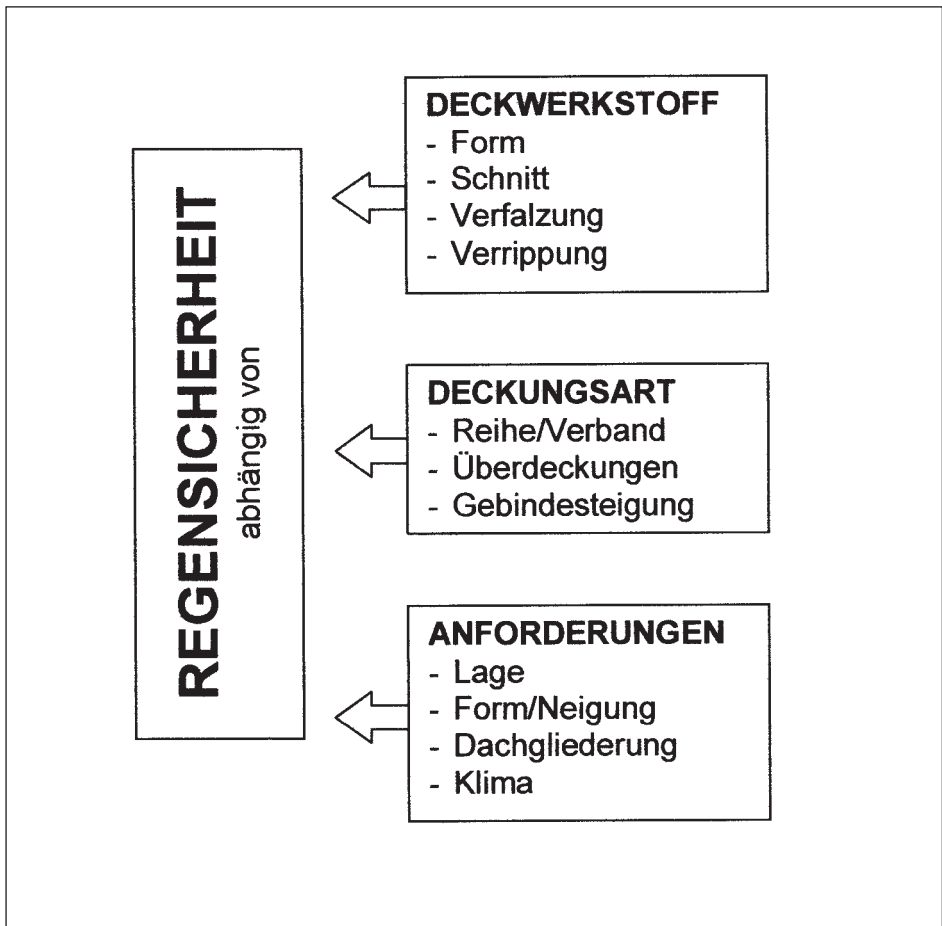 REGENSICHERHEIT
abhängig von
DECKWERKSTOFF
- Form
- Schnitt
- Verfalzung
- Verrippung
DECKUNGSART
- Reihe/Verband
- Überdeckungen
- Gebindesteigung
ANFORDERUNGEN
- Lage
- Form/Neigung
- Dachgliederung
- Klima